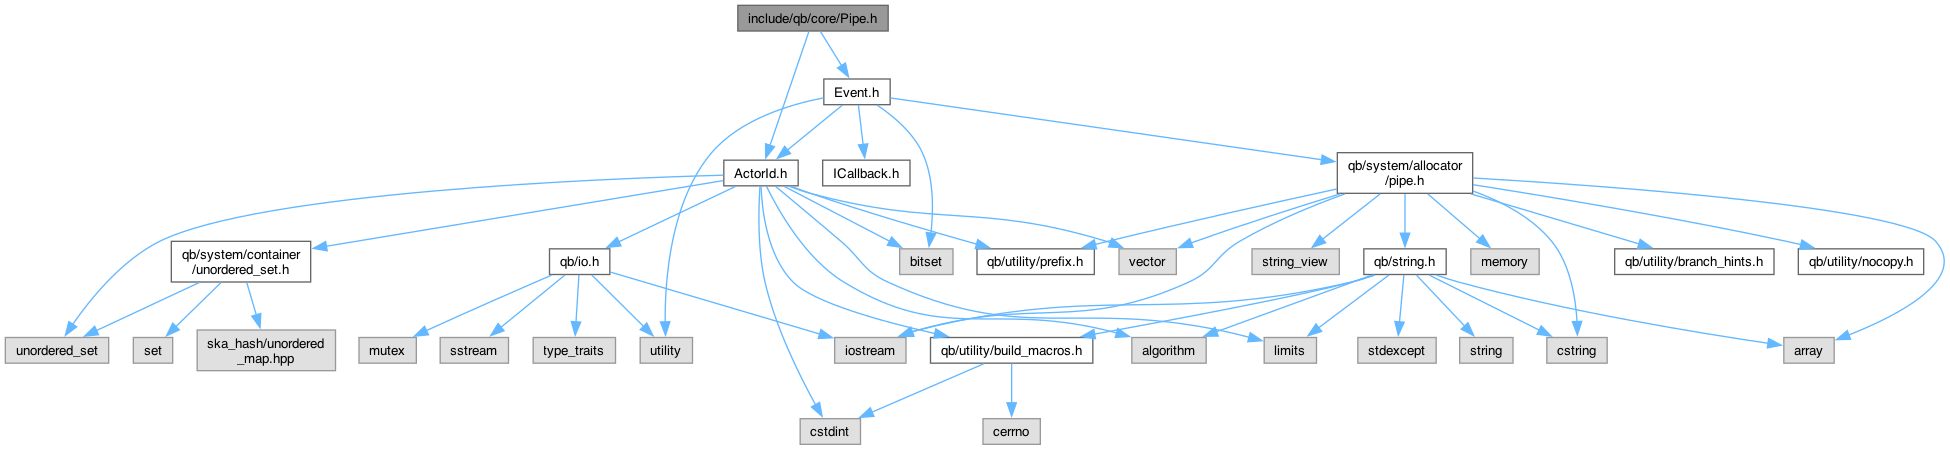 include/qb/core/Pipe.h
Event.h
ActorId.h
ICallback.h
qb/system/allocator
/pipe.h
qb/system/container
/unordered_set.h
qb/io.h
bitset
qb/utility/prefix.h
vector
string_view
qb/string.h
memory
qb/utility/branch_hints.h
qb/utility/nocopy.h
unordered_set
set
ska_hash/unordered
_map.hpp
mutex
sstream
type_traits
utility
iostream
qb/utility/build_macros.h
algorithm
limits
stdexcept
string
cstring
array
cstdint
cerrno